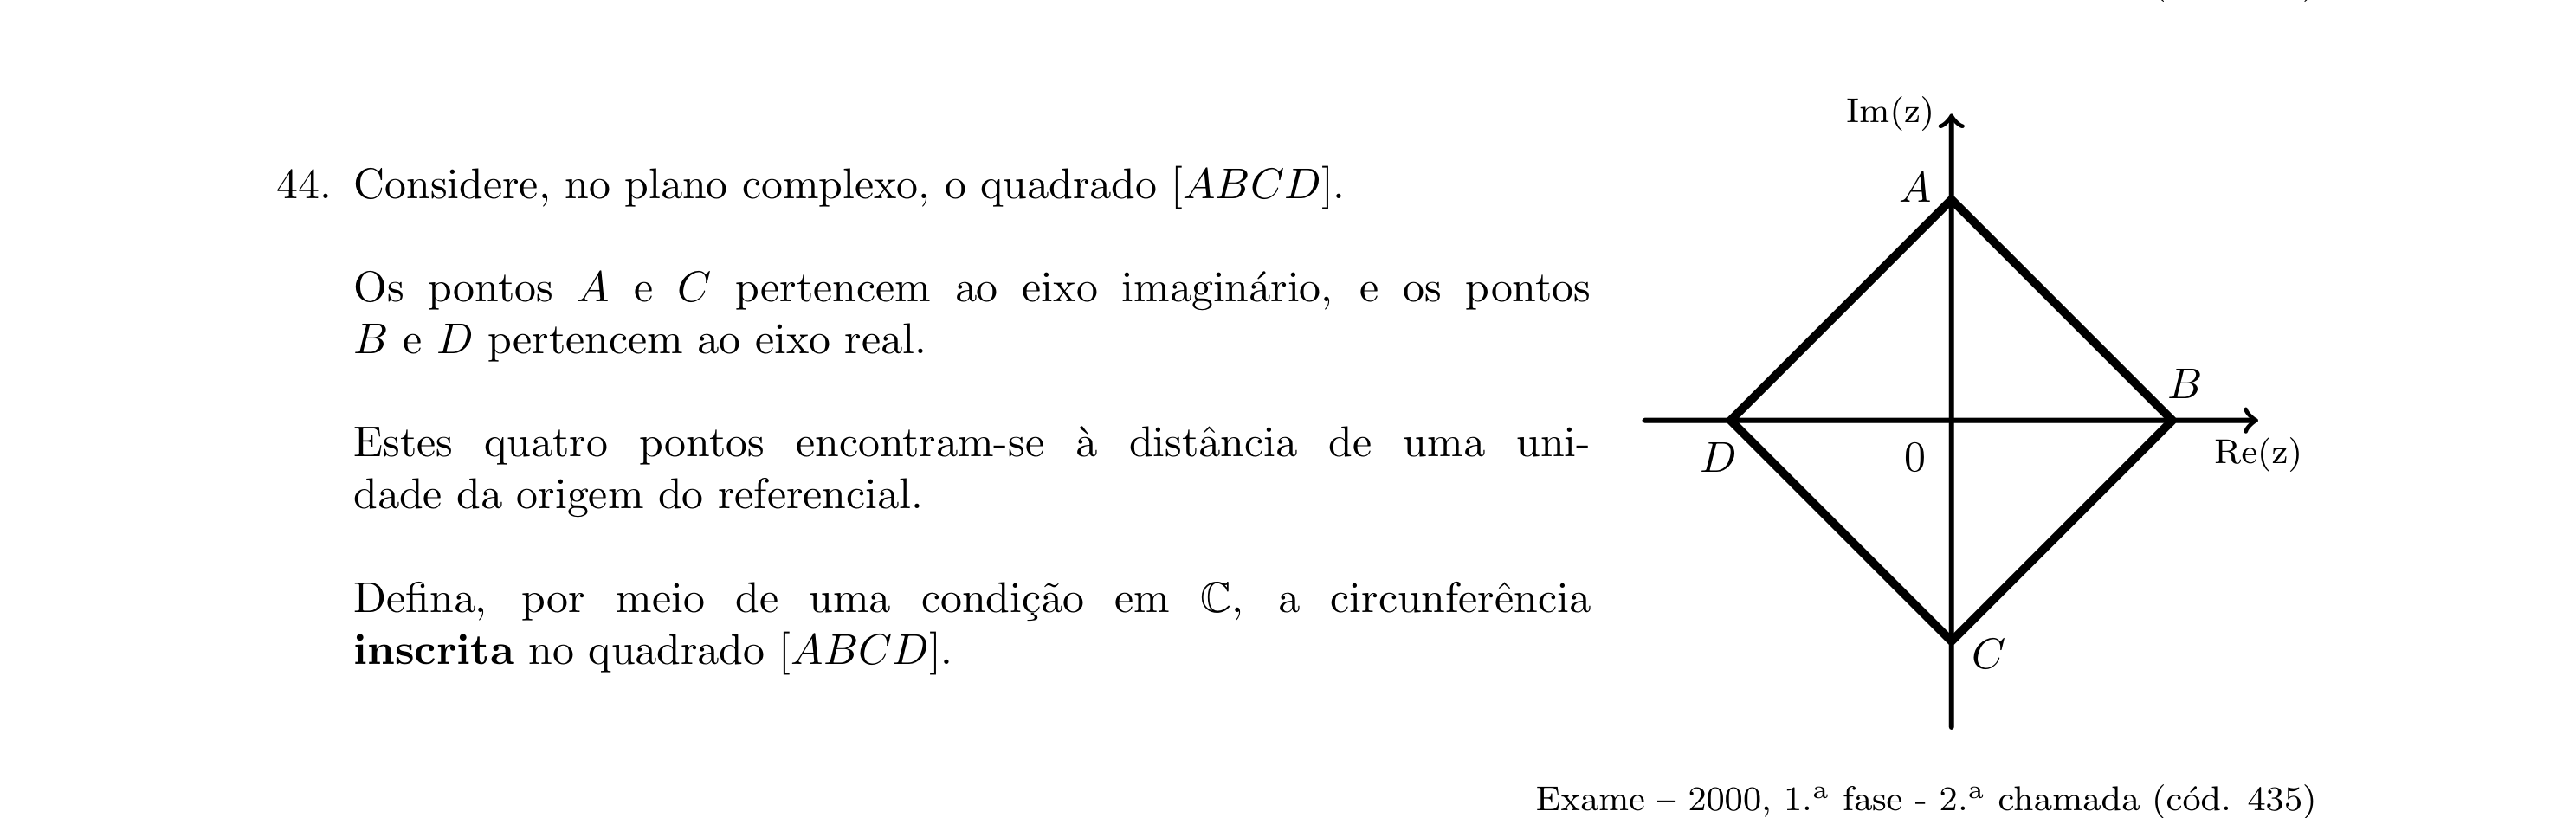 44. Considere, no plano complexo, o quadrado [ABCD].
Os pontos A e C pertencem ao eixo imaginário, e os pontos
B e D pertencem ao eixo real.
Estes quatro pontos encontram-se à distância de uma uni-
dade da origem do referencial.
Defina, por meio de uma condição em ℂ, a circunferência
inscrita no quadrado [ABCD].
Im(z)
A
B
D
0
Re(z)
C
Exame – 2000, 1.ª fase - 2.ª chamada (cód. 435)